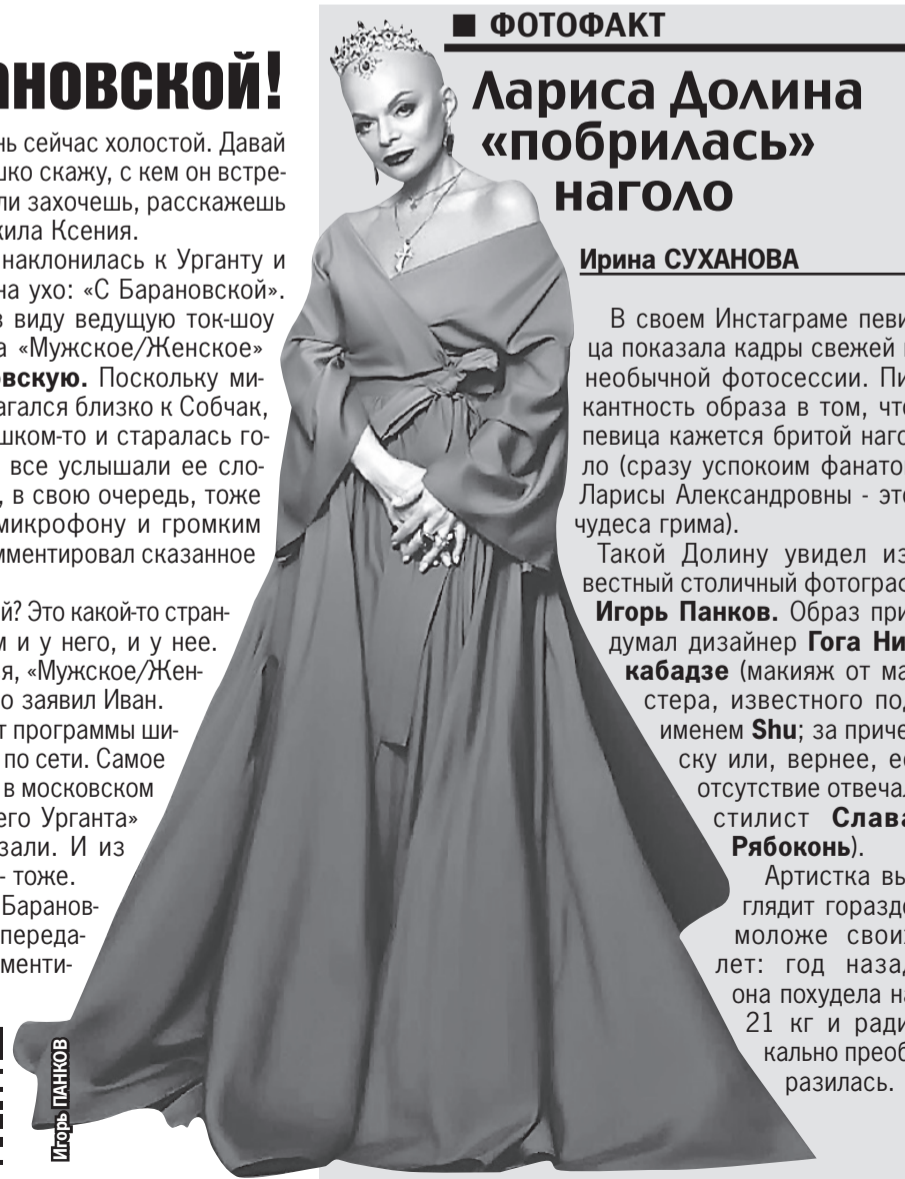 ановской!
нь сейчас холостой. Давай
шко скажу, с кем он встре-
ли захочешь, расскажешь
жила Ксения.
наклонилась к Урганту и
на ухо: «С Барановской».
в виду ведущую ток-шоу
а «Мужское/Женское»
овскую. Поскольку ми-
агался близко к Собчак,
шком-то и старалась го-
все услышали ее сло-
, в свою очередь, тоже
микрофону и громким
мментировал сказанное
й? Это какой-то стран-
м и у него, и у нее.
я, «Мужское/Жен-
о заявил Иван.
т программы ши-
по сети. Самое
в московском
его Урганта»
зали. И из
- тоже.
Баранов-
переда-
менти-
Игорь ПАНКОВ
■ ФОТОФАКТ
Лариса Долина
«побрилась»
наголо
Ирина СУХАНОВА
В своем Инстаграме певи
ца показала кадры свежей
необычной фотосессии. Пи
кантность образа в том, что
певица кажется бритой наго
ло (сразу успокоим фанато
Ларисы Александровны - это
чудеса грима).
Такой Долину увидел из
вестный столичный фотограф
Игорь Панков. Образ при
думал дизайнер Гога Ни
кабадзе (макияж от ма
стера, известного под
именем Shu; за приче
ску или, вернее, ее
отсутствие отвечал
стилист Слава
Рябоконь).
Артистка вы
глядит гораздо
моложе своих
лет: год назад
она похудела на
21 кг и ради
кально преоб
разилась.